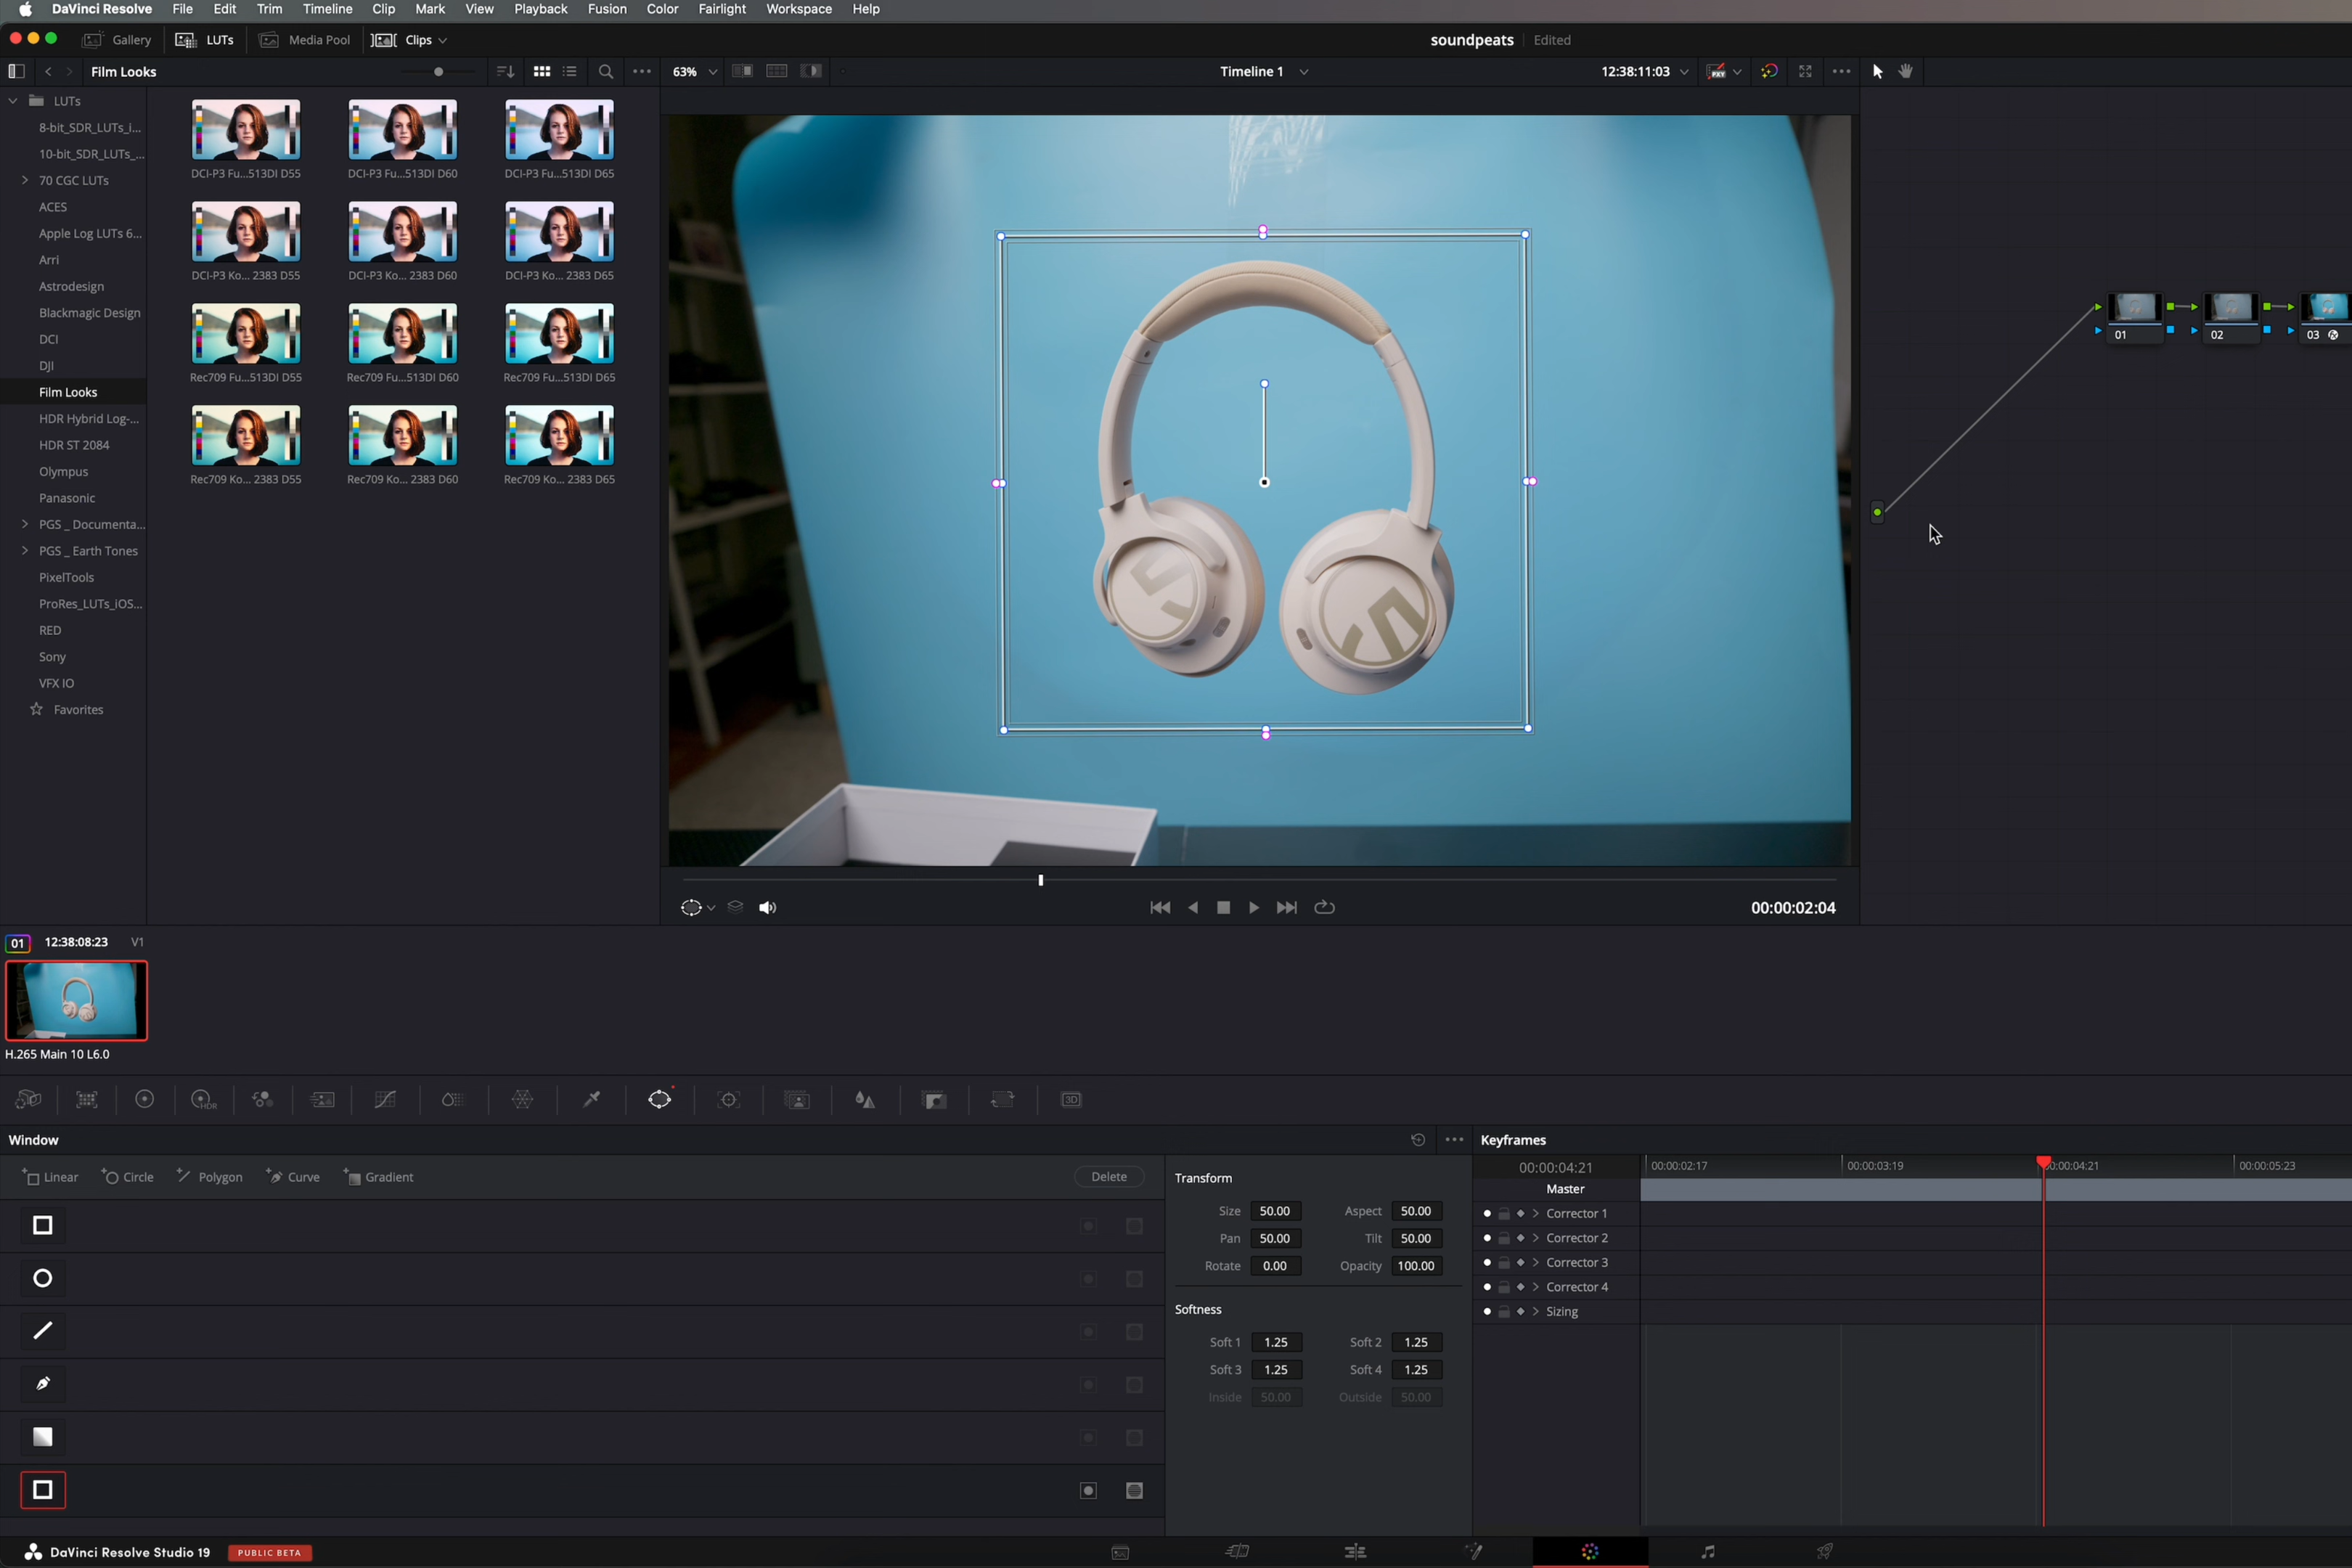 DaVinci Resolve File Edit Trim Timeline Clip Mark View Playback Fusion Color Fairlight Workspace Help
Gallery LUTs Media Pool Clips soundpeats Edited
Film Looks 63% Timeline 1 12:38:11:03 PXY
LUTs
8-bit_SDR_LUTs_i...
10-bit_SDR_LUTs_...
70 CGC LUTs
ACES
Apple Log LUTs 6...
Arri
Astrodesign
Blackmagic Design
DCI
DJI
Film Looks
HDR Hybrid Log-...
HDR ST 2084
Olympus
Panasonic
PGS _ Documenta...
PGS _ Earth Tones
PixelTools
ProRes_LUTs_iOS...
RED
Sony
VFX IO
Favorites
DCI-P3 Fu...513DI D55 DCI-P3 Fu...513DI D60 DCI-P3 Fu...513DI D65
DCI-P3 Ko... 2383 D55 DCI-P3 Ko... 2383 D60 DCI-P3 Ko... 2383 D65
Rec709 Fu...513DI D55 Rec709 Fu...513DI D60 Rec709 Fu...513DI D65
Rec709 Ko... 2383 D55 Rec709 Ko... 2383 D60 Rec709 Ko... 2383 D65
01 02 03
00:00:02:04
01 12:38:08:23 V1
H.265 Main 10 L6.0
HDR 3D
Window
Linear Circle Polygon Curve Gradient Delete
Transform
Size 50.00 Aspect 50.00
Pan 50.00 Tilt 50.00
Rotate 0.00 Opacity 100.00
Softness
Soft 1 1.25 Soft 2 1.25
Soft 3 1.25 Soft 4 1.25
Inside 50.00 Outside 50.00
Keyframes
00:00:04:21 00:00:02:17 00:00:03:19 00:00:04:21 00:00:05:23
Master
Corrector 1
Corrector 2
Corrector 3
Corrector 4
Sizing
DaVinci Resolve Studio 19 PUBLIC BETA